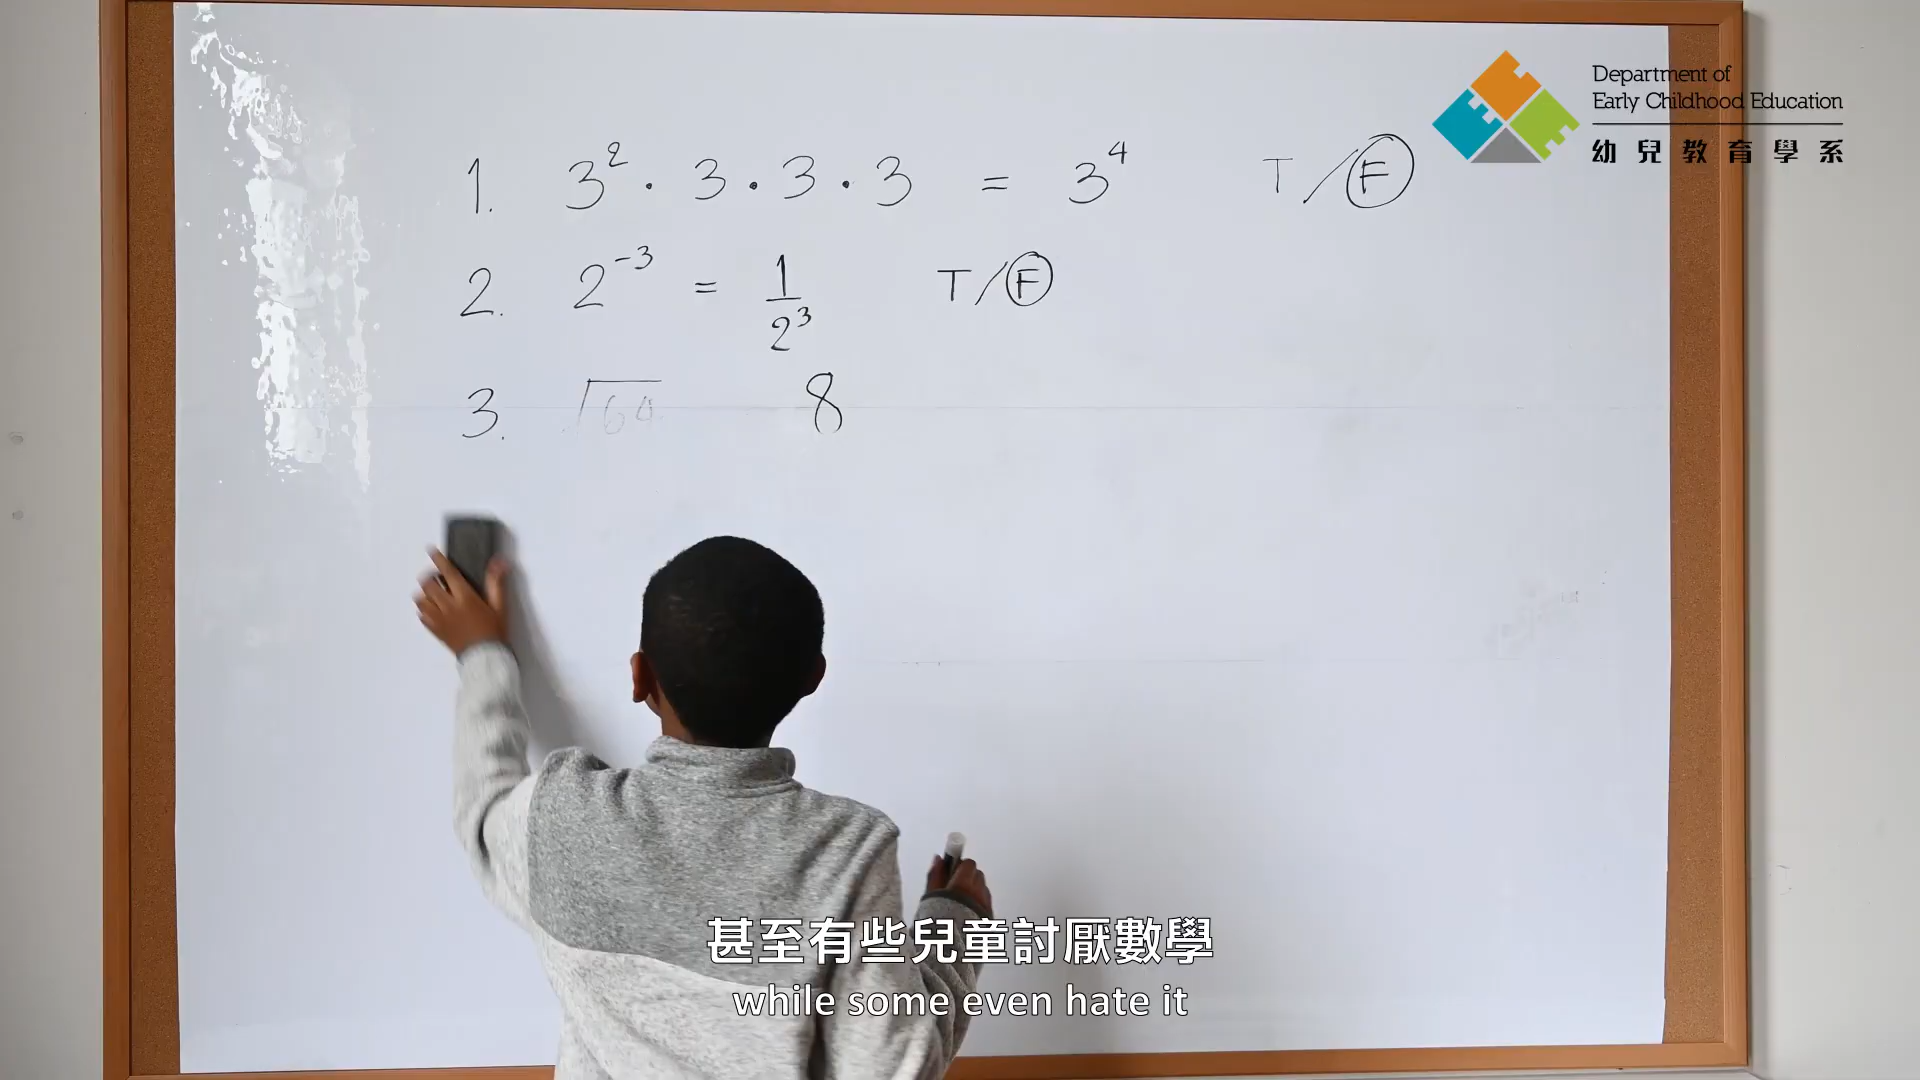 Department of
Early Childhood Education
幼兒教育學系
1. 3² · 3 · 3 · 3 = 3⁴ T / F
2. 2⁻³ = 1/2³ T / F
3. √64 8
甚至有些兒童討厭數學
while some even hate it